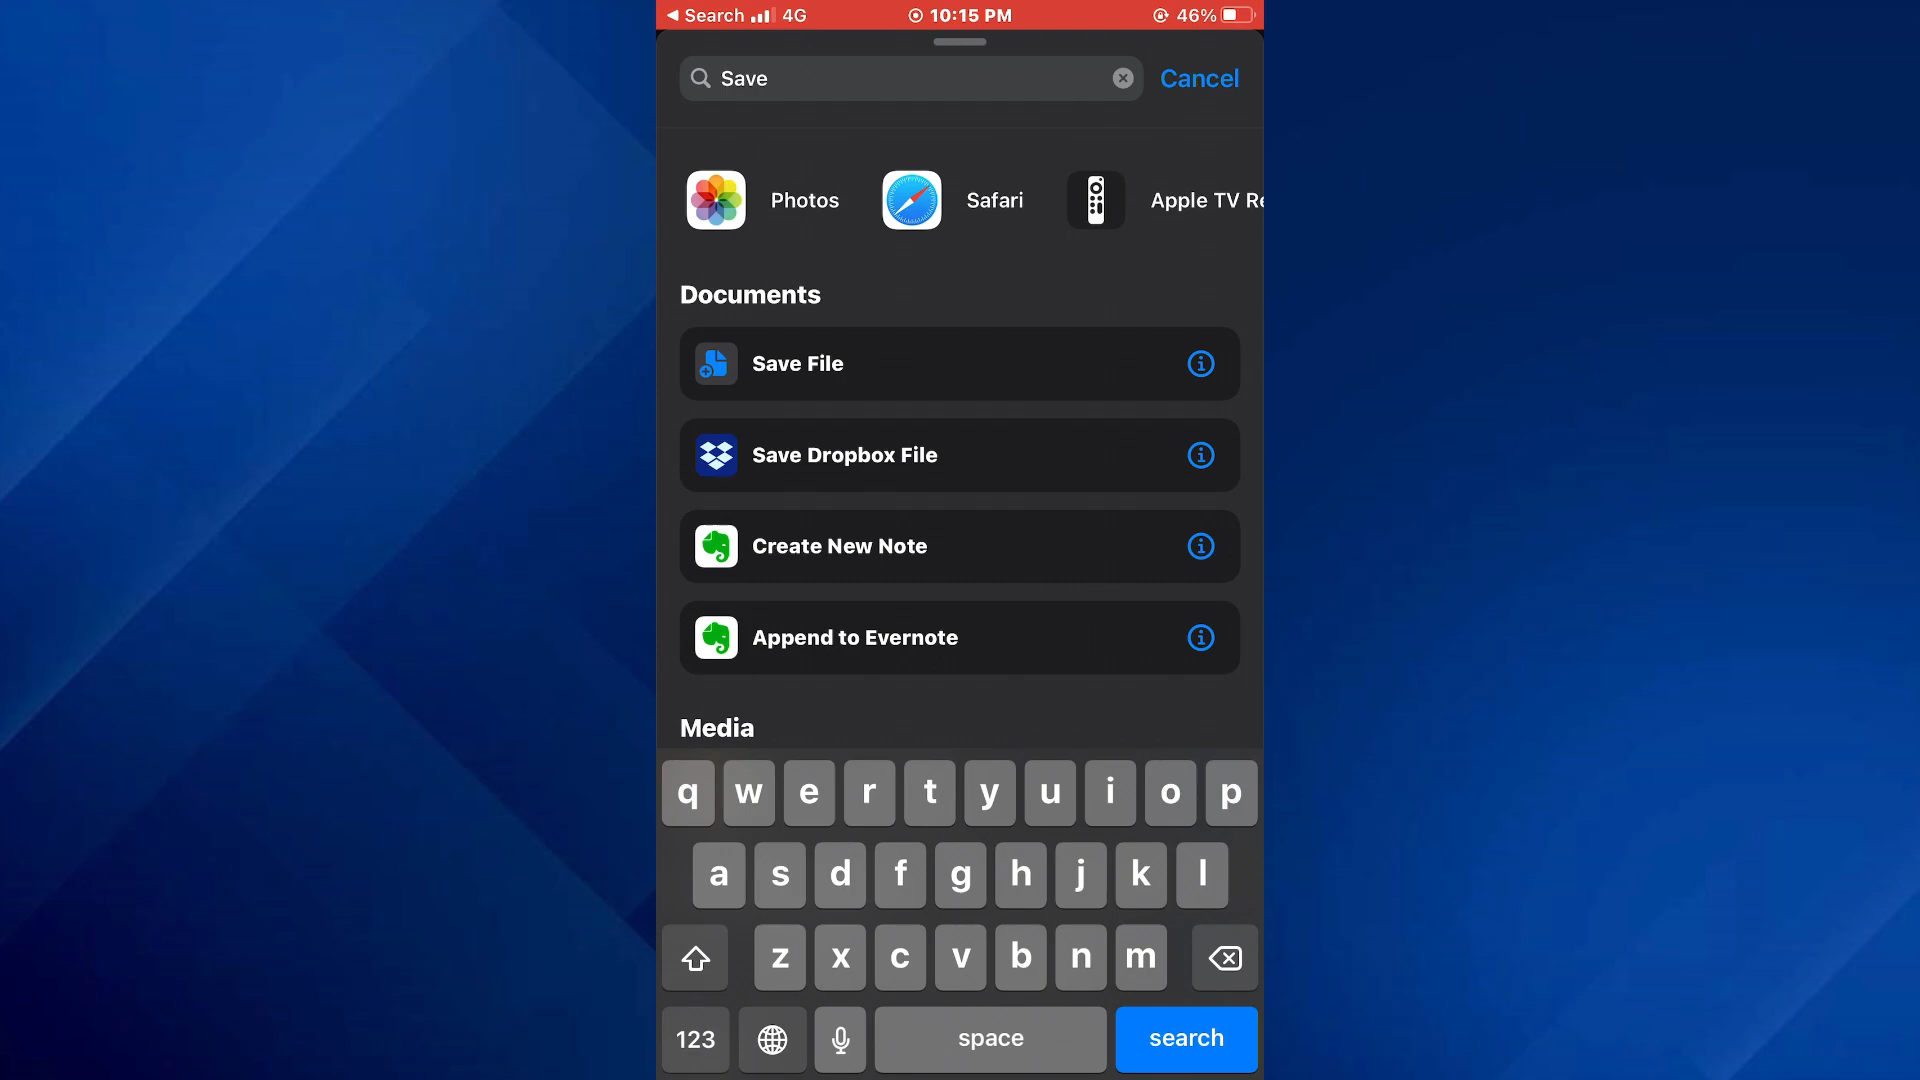 Search 4G 10:15 PM 46%
Save Cancel
Photos Safari Apple TV Re
Documents
Save File
Save Dropbox File
Create New Note
Append to Evernote
Media
q w e r t y u i o p
a s d f g h j k l
z x c v b n m
123 space search